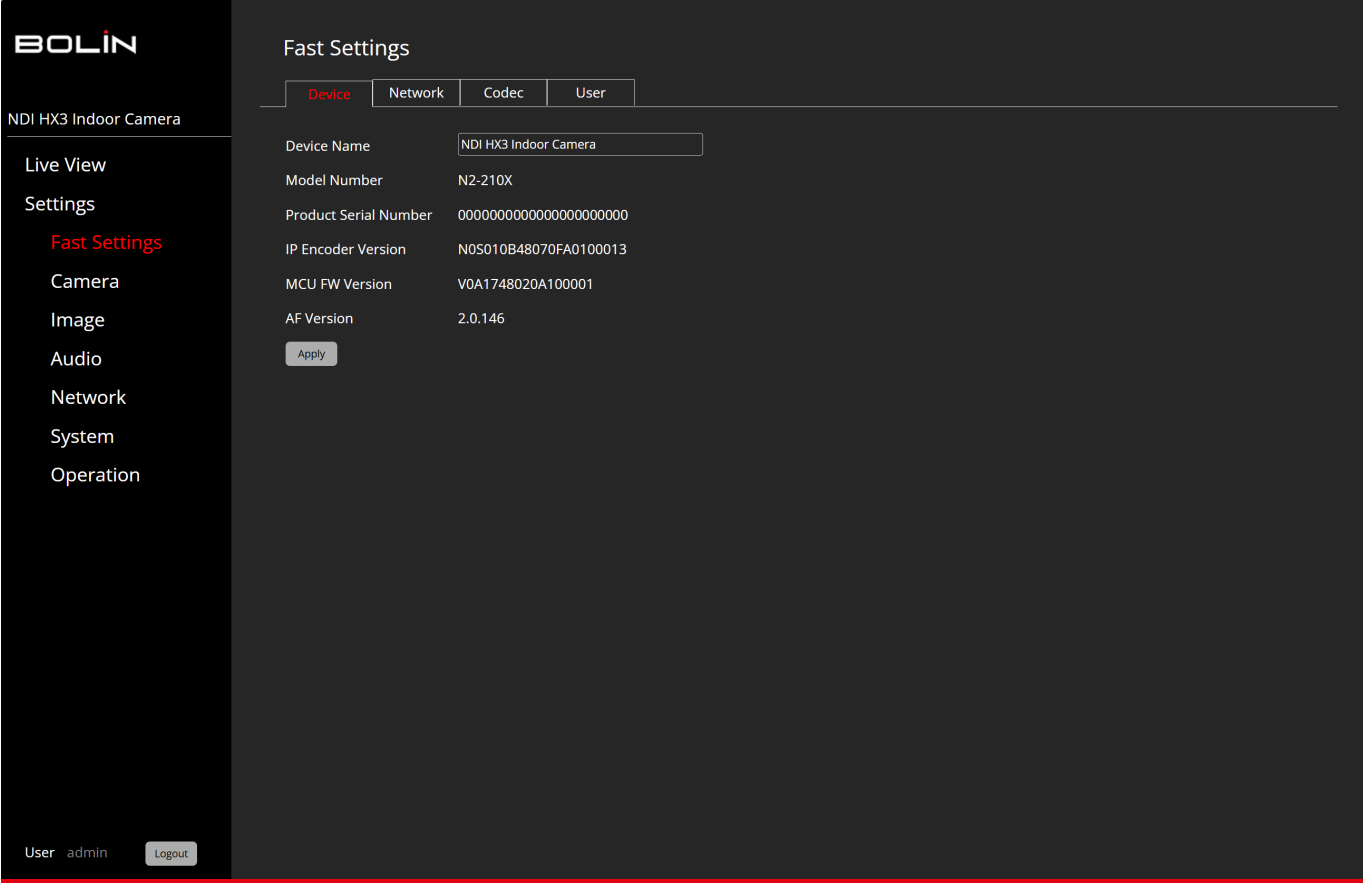 BOLIN
NDI HX3 Indoor Camera
Live View
Settings
Fast Settings
Camera
Image
Audio
Network
System
Operation
User admin Logout
Fast Settings
Device Network Codec User
Device Name NDI HX3 Indoor Camera
Model Number N2-210X
Product Serial Number 0000000000000000000000
IP Encoder Version N0S010B48070FA0100013
MCU FW Version V0A1748020A100001
AF Version 2.0.146
Apply